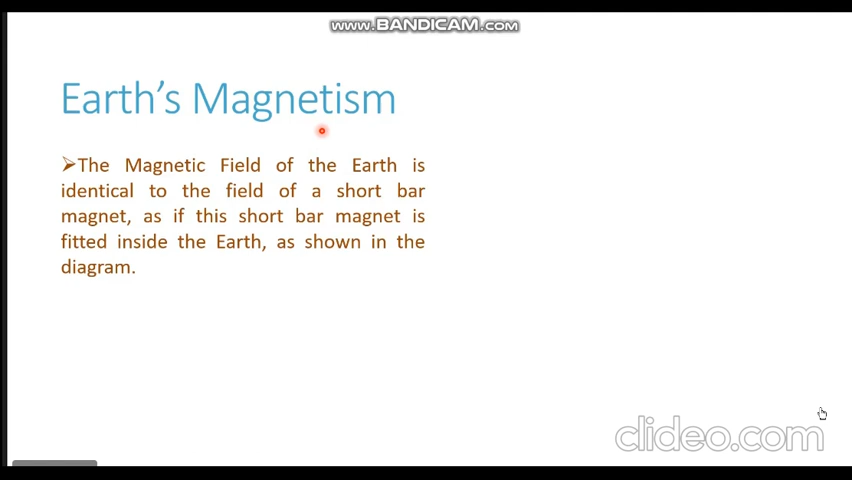 www.BANDICAM.com
Earth's Magnetism
➢The Magnetic Field of the Earth is
identical to the field of a short bar
magnet, as if this short bar magnet is
fitted inside the Earth, as shown in the
diagram.
clideo.com